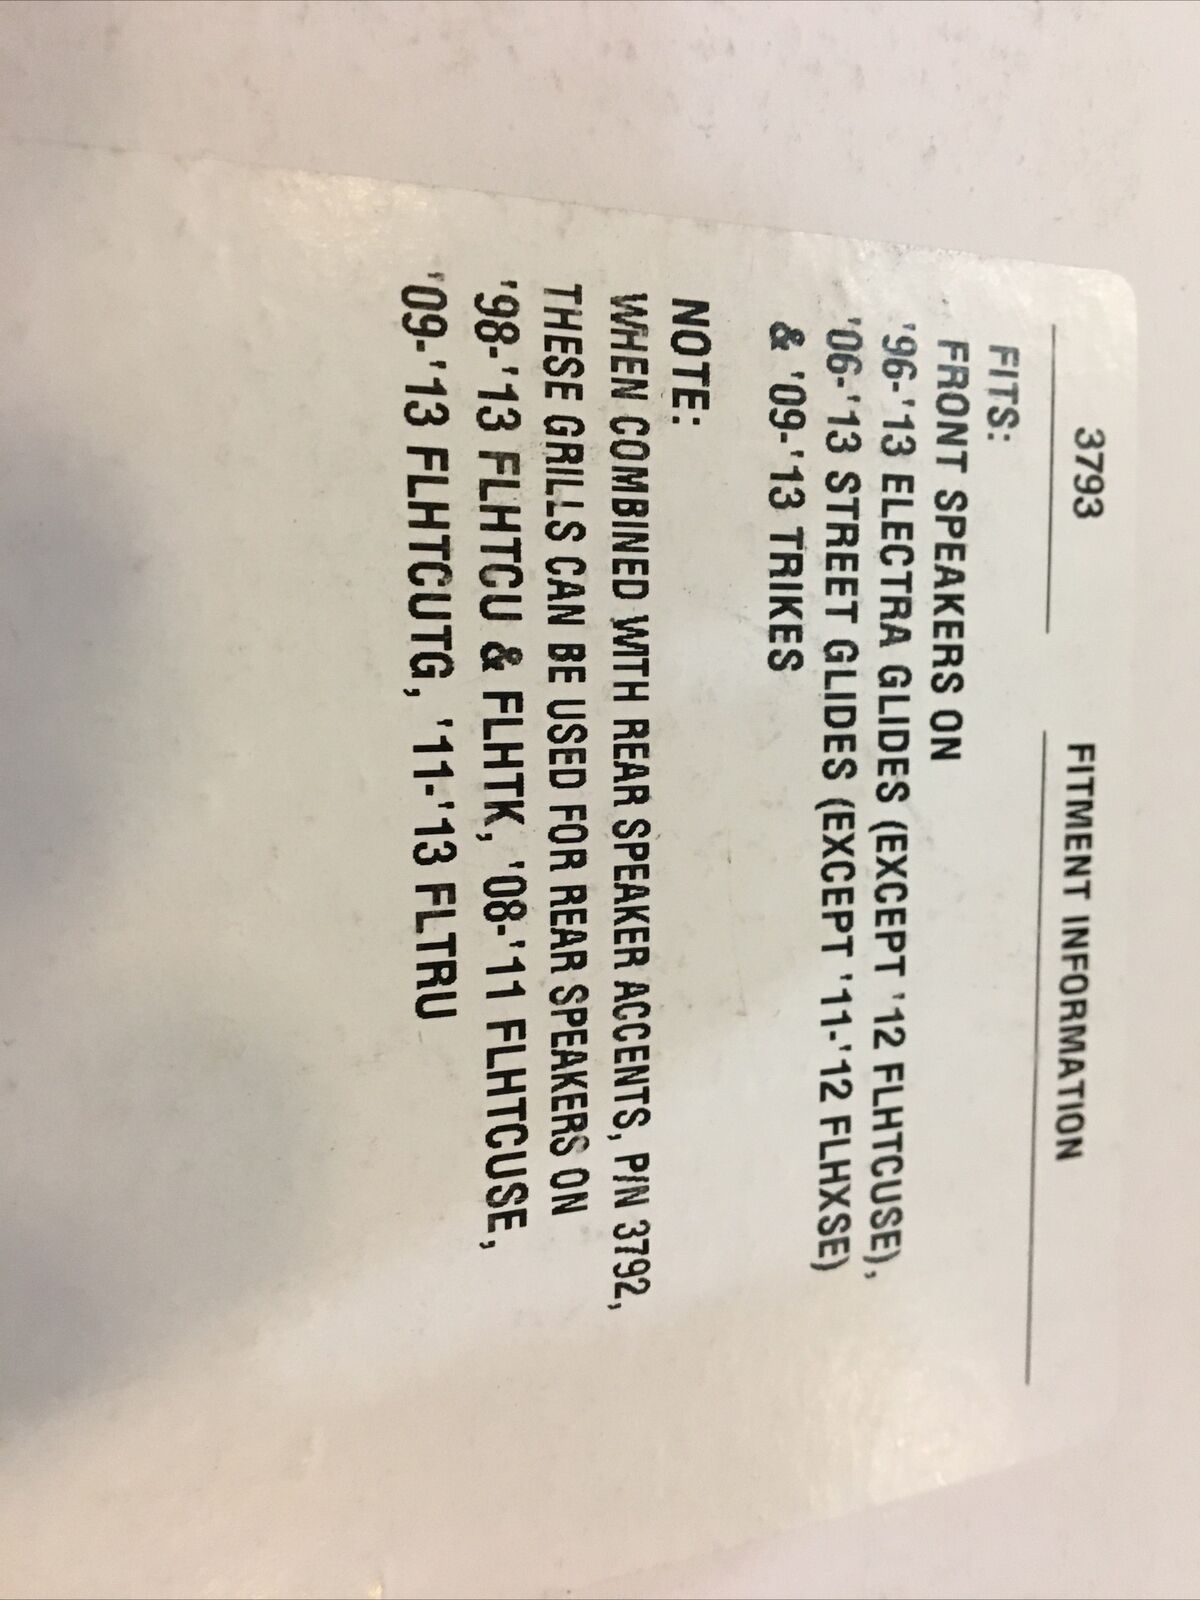 3793 FITMENT INFORMATION
FITS:
FRONT SPEAKERS ON
'96-'13 ELECTRA GLIDES (EXCEPT '12 FLHTCUSE),
'06-'13 STREET GLIDES (EXCEPT '11-'12 FLHXSE)
& '09-'13 TRIKES
NOTE:
WHEN COMBINED WITH REAR SPEAKER ACCENTS, P/N 3792,
THESE GRILLS CAN BE USED FOR REAR SPEAKERS ON
'98-'13 FLHTCU & FLHTK, '08-'11 FLHTCUSE,
'09-'13 FLHTCUTG, '11-'13 FLTRU